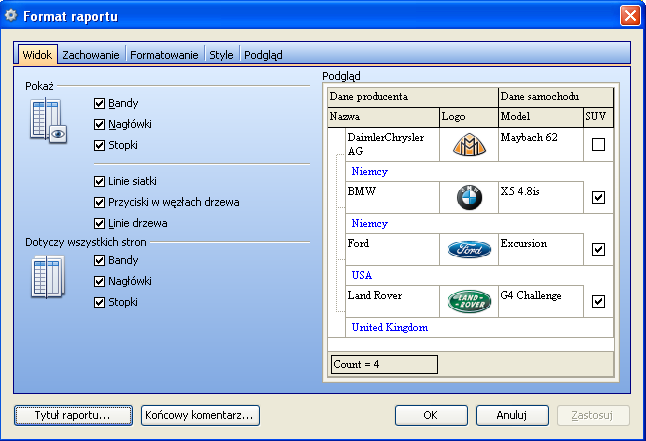 Format raportu
Widok Zachowanie Formatowanie Style Podgląd
Pokaż
Bandy
Nagłówki
Stopki
Linie siatki
Przyciski w węzłach drzewa
Linie drzewa
Dotyczy wszystkich stron
Bandy
Nagłówki
Stopki
Podgląd
Dane producenta Dane samochodu
Nazwa Logo Model SUV
DaimlerChrysler AG Maybach 62
Niemcy
BMW X5 4.8is
Niemcy
Ford Ford Excursion
USA
Land Rover LAND-ROVER G4 Challenge
United Kingdom
Count = 4
Tytuł raportu... Końcowy komentarz... OK Anuluj Zastosuj